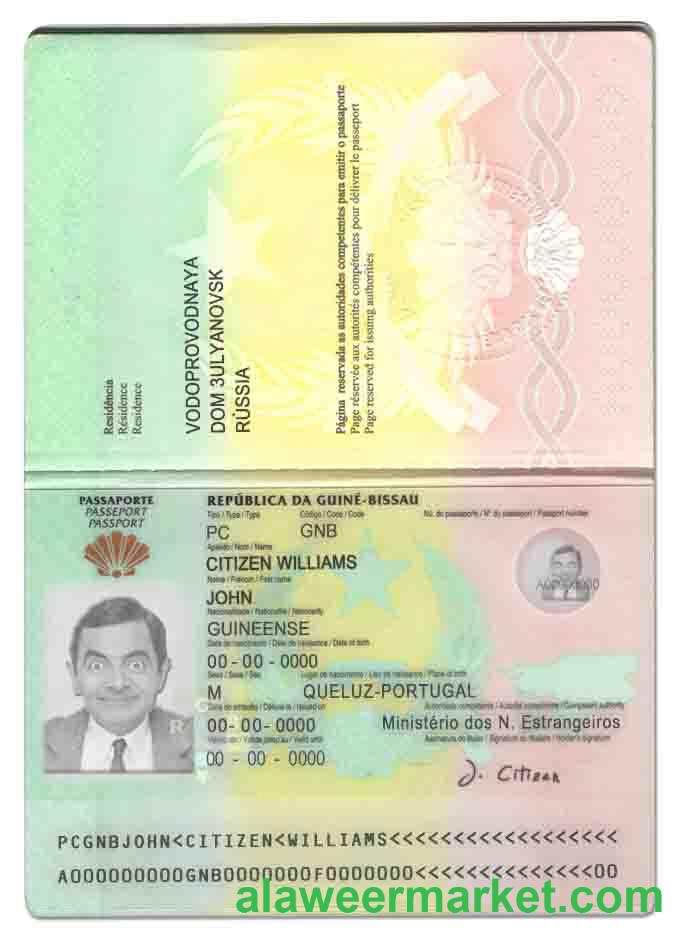 Residência
Résidence
Residence
VODOPROVODNAYA
DOM 3ULYANOVSK
RUSSIA
Página reservada as autoridades competentes para emitir o passaporte
Page réservée aux autorités compétentes pour délivrer le passeport
Page reserved for issuing authorities
PASSAPORTE
PASSEPORT
PASSPORT
REPÚBLICA DA GUINÉ-BISSAU
Tipo / Type / Type Código / Code / Code No. do passaporte / Nº du passeport / Passport number
PC GNB
Apelido / Nom / Name
CITIZEN WILLIAMS
Nome / Prénom / First name
JOHN
Nacionalidade / Nationalité / Nationality
GUINEENSE
Data de nascimento / Date de naissance / Date of birth
00-00-0000
Sexo / Sexe / Sex Lugar de nascimento / Lieu de naissance / Place of birth
M QUELUZ-PORTUGAL
Data de emissão / Délivré le / Issued on Autoridade competente / Autorité compétente / Competent authority
00-00-0000 Ministério dos N. Estrangeiros
Válido até / Valide jusqu'au / Valid until Assinatura do titular / Signature du titulaire / Holder's signature
00 - 00 - 0000
J. Citizen
R
PCGNBJOHN<CITIZEN<WILLIAMS<<<<<<<<<<<<<<<<<<
A000000000GNB0000000F0000000<<<<<<<<<<<<<<00
alaweermarket.com